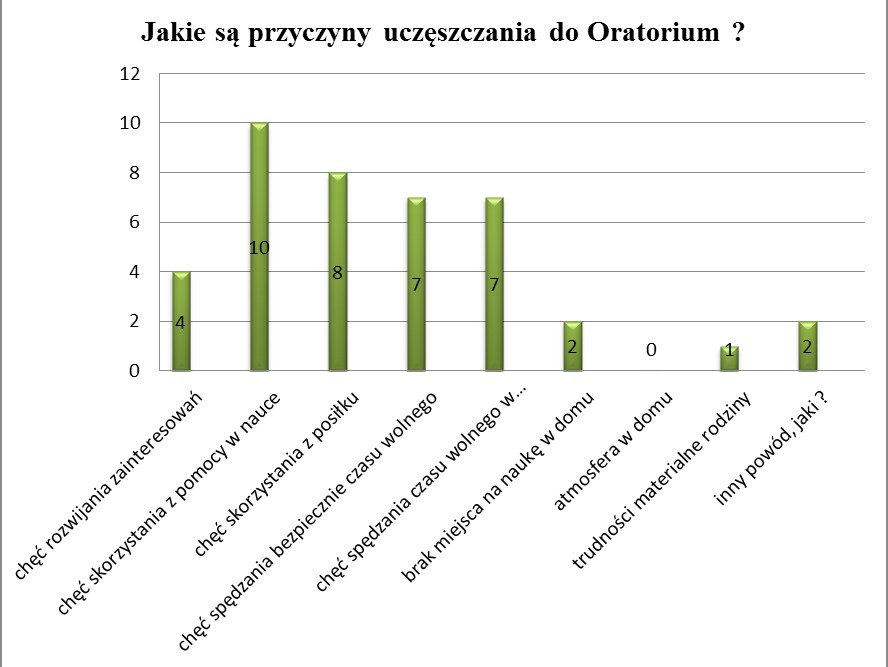 Jakie są przyczyny uczęszczania do Oratorium ?
12
10
8
6
4
2
0
4
10
8
7
7
2
0
1
2
chęć rozwijania zainteresowań
chęć skorzystania z pomocy w nauce
chęć skorzystania z posiłku
chęć spędzania bezpiecznie czasu wolnego
chęć spędzania czasu wolnego w...
brak miejsca na naukę w domu
atmosfera w domu
trudności materialne rodziny
inny powód, jaki ?